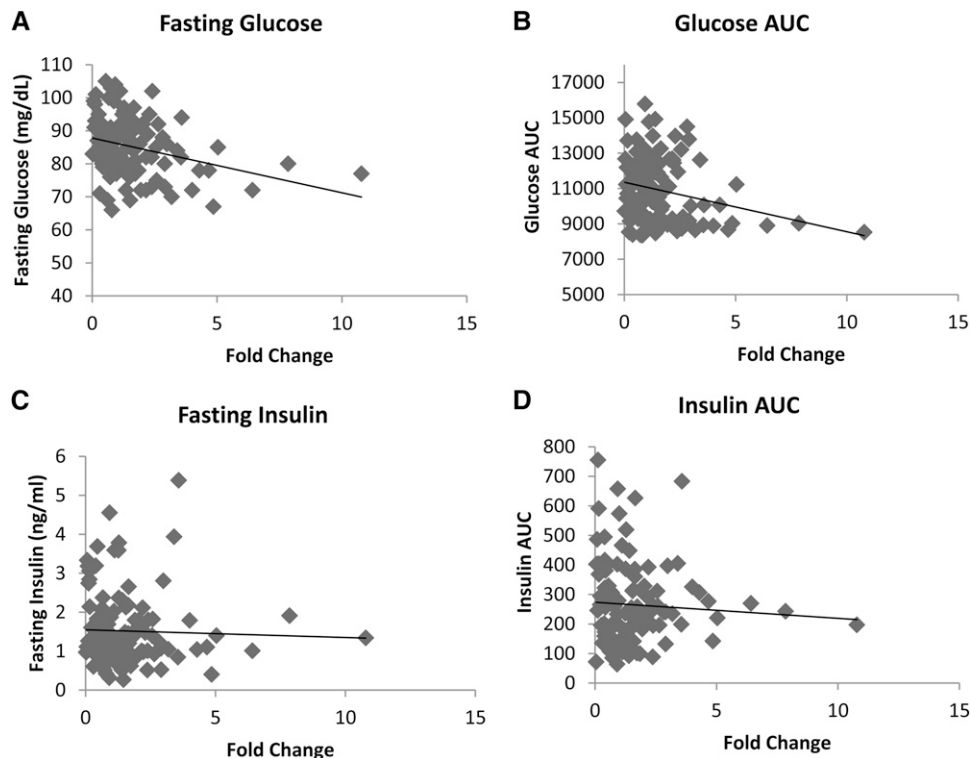 A
Fasting Glucose
Fasting Glucose (mg/dL)
110
100
90
80
70
60
50
40
0
5
10
15
Fold Change
B
Glucose AUC
Glucose AUC
17000
15000
13000
11000
9000
7000
5000
0
5
10
15
Fold Change
C
Fasting Insulin
Fasting Insulin (ng/ml)
6
5
4
3
2
1
0
0
5
10
15
Fold Change
D
Insulin AUC
Insulin AUC
800
700
600
500
400
300
200
100
0
0
5
10
15
Fold Change